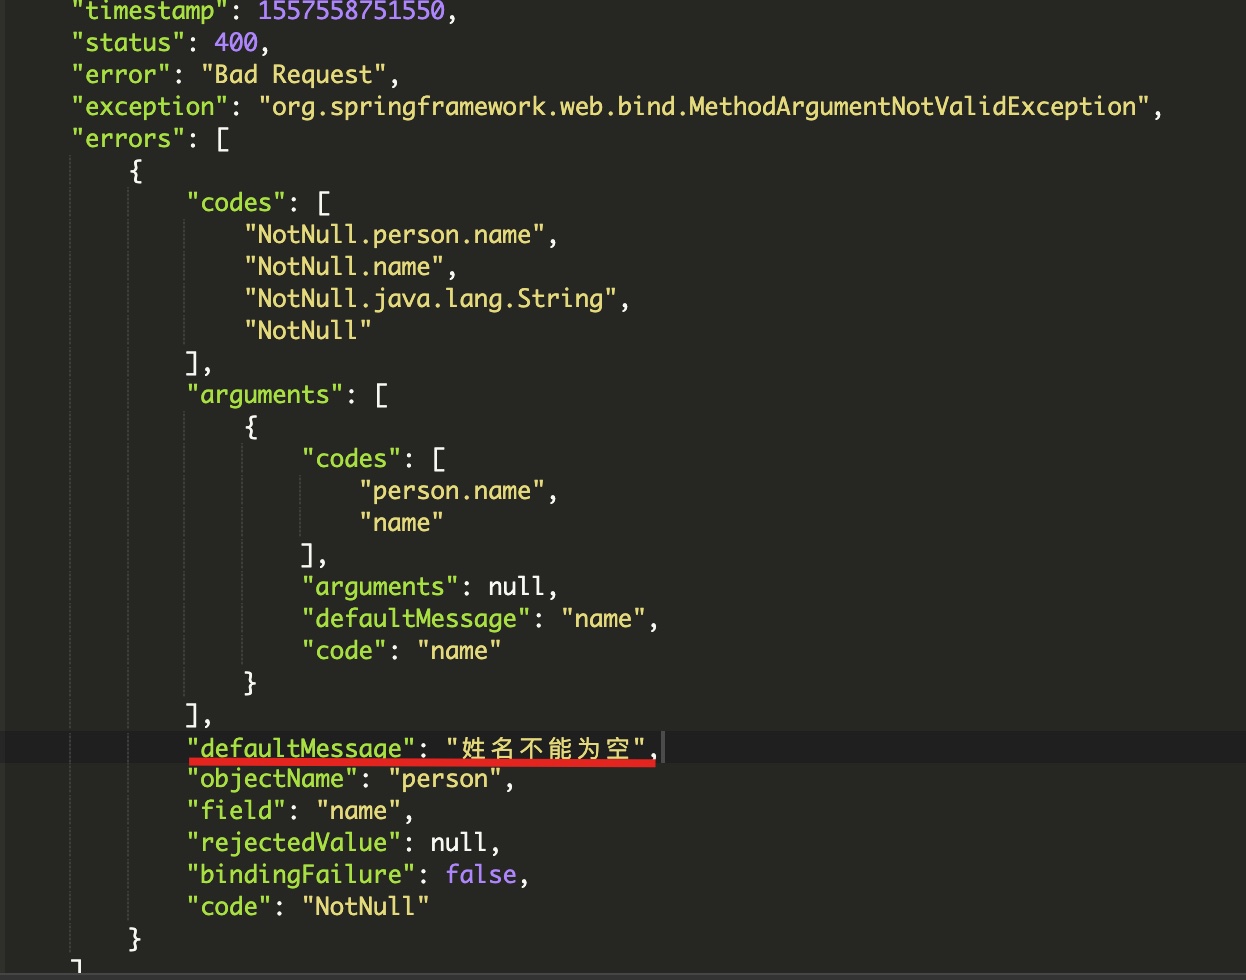 "timestamp": 1557558751550,
"status": 400,
"error": "Bad Request",
"exception": "org.springframework.web.bind.MethodArgumentNotValidException",
"errors": [
{
"codes": [
"NotNull.person.name",
"NotNull.name",
"NotNull.java.lang.String",
"NotNull"
],
"arguments": [
{
"codes": [
"person.name",
"name"
],
"arguments": null,
"defaultMessage": "name",
"code": "name"
}
],
"defaultMessage": "姓名不能为空",
"objectName": "person",
"field": "name",
"rejectedValue": null,
"bindingFailure": false,
"code": "NotNull"
}
]